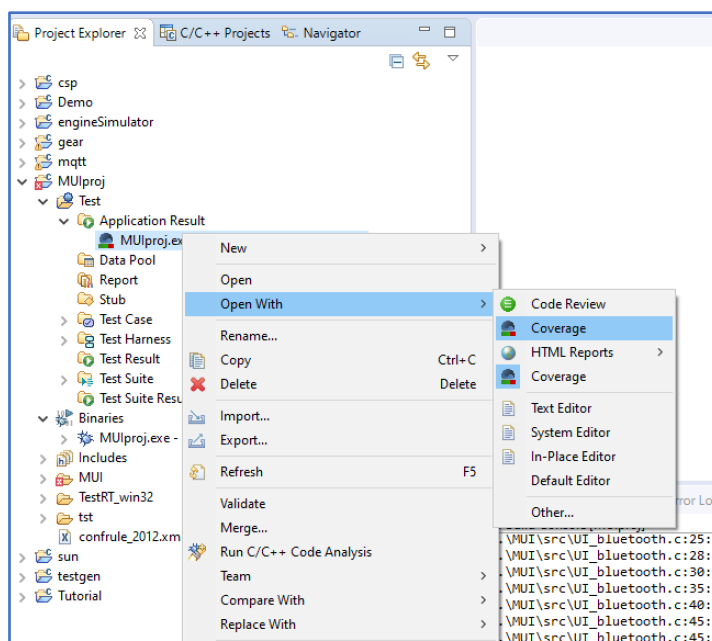 Project Explorer C/C++ Projects Navigator
csp
Demo
engineSimulator
gear
mqtt
MUIproj
Test
Application Result
MUIproj.ex
Data Pool
Report
Stub
Test Case
Test Harness
Test Result
Test Suite
Test Suite Resu
Binaries
MUIproj.exe -
Includes
MUI
TestRT_win32
tst
confrule_2012.xm
sun
testgen
Tutorial
New
Open
Open With
Rename...
Copy Ctrl+C
Delete Delete
Import...
Export...
Refresh F5
Validate
Merge...
Run C/C++ Code Analysis
Team
Compare With
Replace With
Code Review
Coverage
HTML Reports
Coverage
Text Editor
System Editor
In-Place Editor
Default Editor
Other...
rror Lo
.\MUI\src\UI_bluetooth.c:25:
.\MUI\src\UI_bluetooth.c:28:
.\MUI\src\UI_bluetooth.c:30:
.\MUI\src\UI_bluetooth.c:35:
.\MUI\src\UI_bluetooth.c:40:
.\MUI\src\UI_bluetooth.c:45:
.\MUI\src\UI_bluetooth.c:45: